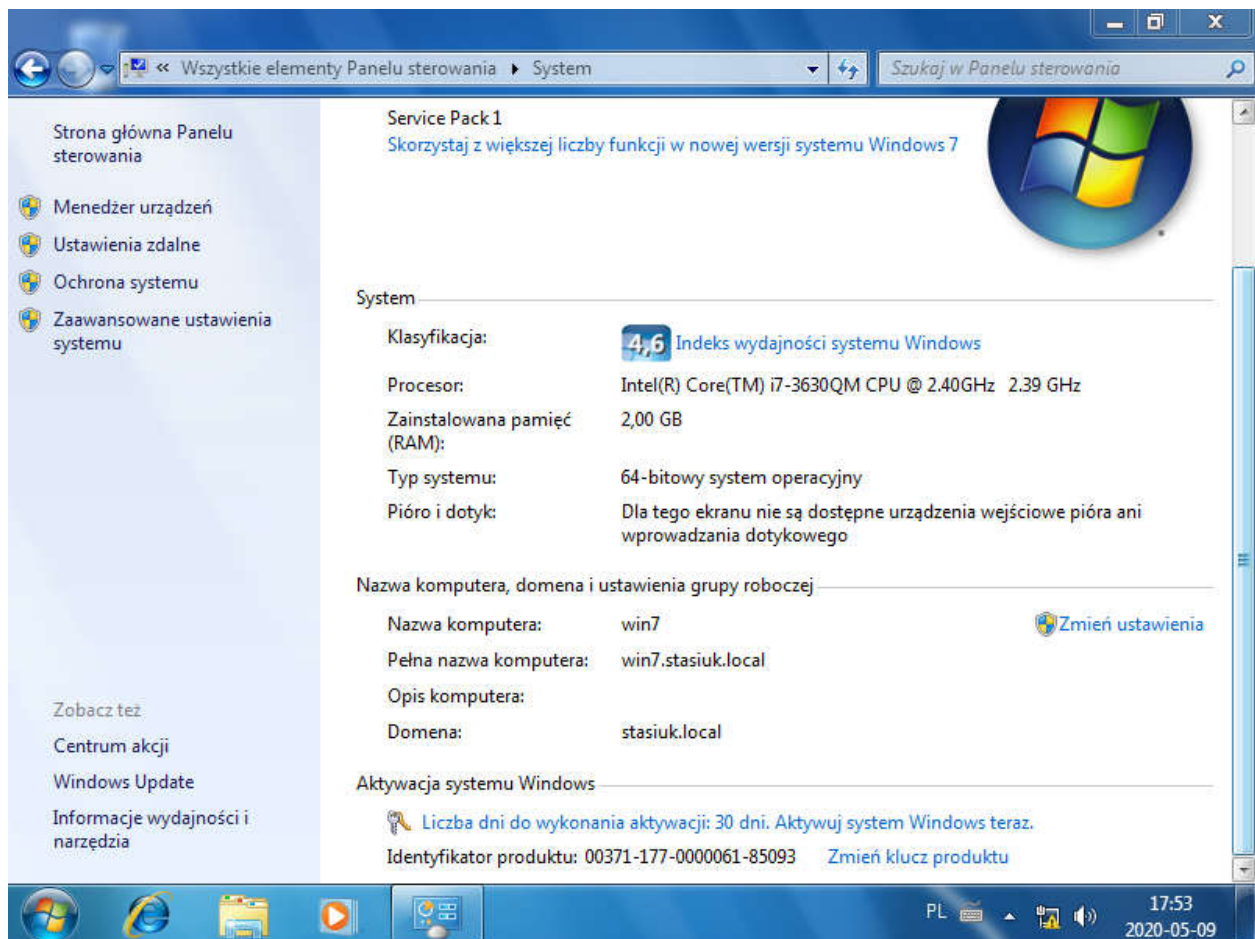 « Wszystkie elementy Panelu sterowania ▸ System
Szukaj w Panelu sterowania
Strona główna Panelu
sterowania
Menedżer urządzeń
Ustawienia zdalne
Ochrona systemu
Zaawansowane ustawienia
systemu
Zobacz też
Centrum akcji
Windows Update
Informacje wydajności i
narzędzia
Service Pack 1
Skorzystaj z większej liczby funkcji w nowej wersji systemu Windows 7
System
Klasyfikacja: 4,6 Indeks wydajności systemu Windows
Procesor: Intel(R) Core(TM) i7-3630QM CPU @ 2.40GHz 2.39 GHz
Zainstalowana pamięć 2,00 GB
(RAM):
Typ systemu: 64-bitowy system operacyjny
Pióro i dotyk: Dla tego ekranu nie są dostępne urządzenia wejściowe pióra ani
wprowadzania dotykowego
Nazwa komputera, domena i ustawienia grupy roboczej
Nazwa komputera: win7 Zmień ustawienia
Pełna nazwa komputera: win7.stasiuk.local
Opis komputera:
Domena: stasiuk.local
Aktywacja systemu Windows
Liczba dni do wykonania aktywacji: 30 dni. Aktywuj system Windows teraz.
Identyfikator produktu: 00371-177-0000061-85093 Zmień klucz produktu
PL
17:53
2020-05-09